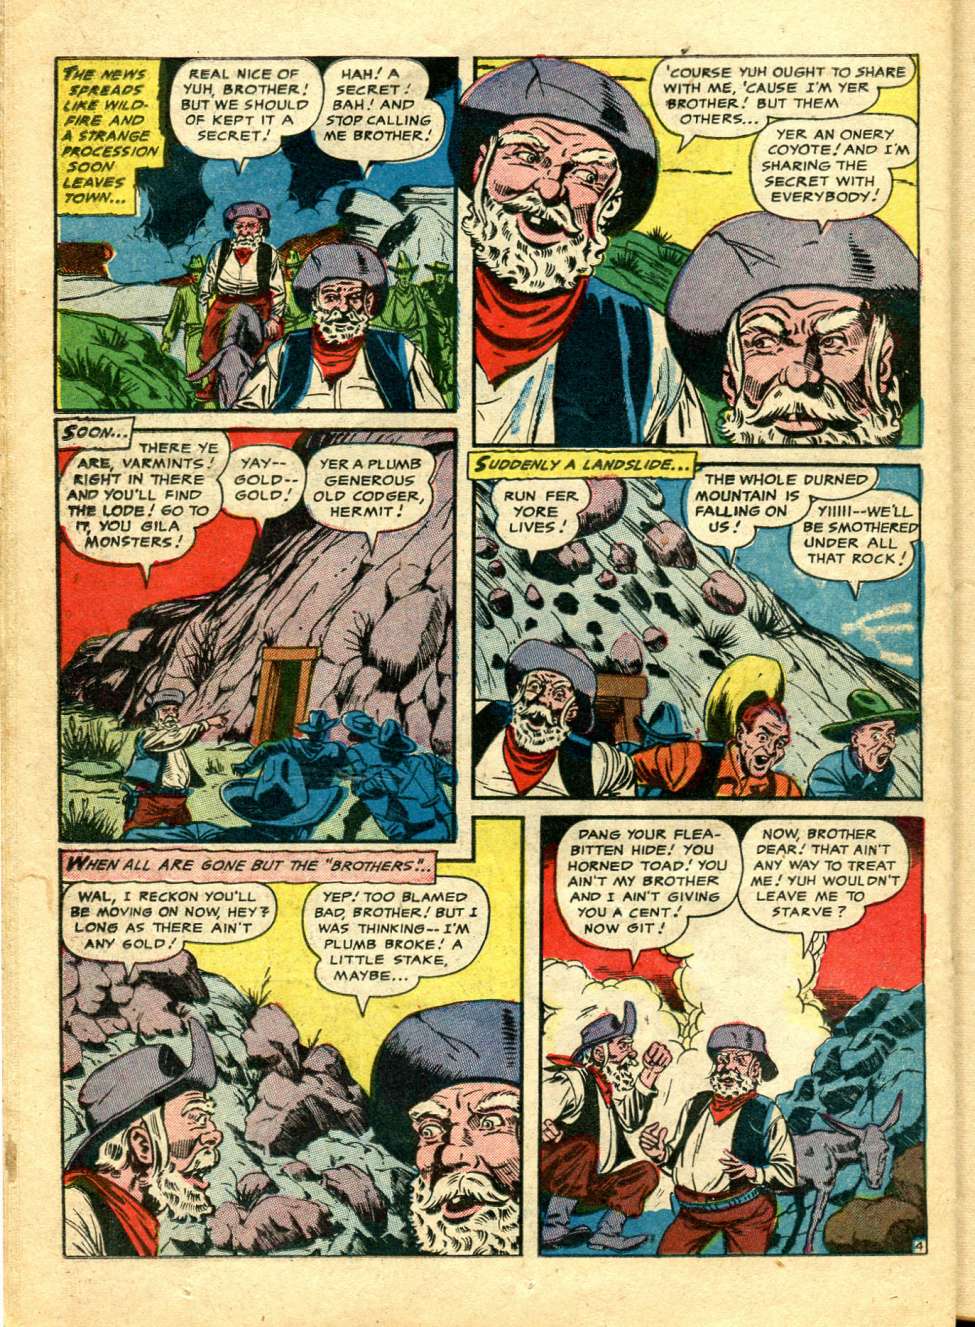 THE NEWS
SPREADS
LIKE WILD-
FIRE AND
A STRANGE
PROCESSION
SOON
LEAVES
TOWN...
REAL NICE OF
YUH, BROTHER!
BUT WE SHOULD
OF KEPT IT A
SECRET!
HAH! A
SECRET!
BAH! AND
STOP CALLING
ME BROTHER!
'COURSE YUH OUGHT TO SHARE
WITH ME, 'CAUSE I'M YER
BROTHER! BUT THEM
OTHERS...
YER AN ONERY
COYOTE! AND I'M
SHARING THE
SECRET WITH
EVERYBODY!
SOON...
THERE YE
ARE, VARMINTS!
RIGHT IN THERE
AND YOU'LL FIND
THE LODE! GO TO
IT, YOU GILA
MONSTERS!
YAY--
GOLD--
GOLD!
YER A PLUMB
GENEROUS
OLD CODGER,
HERMIT!
SUDDENLY A LANDSLIDE...
RUN FER
YORE
LIVES!
THE WHOLE DURNED
MOUNTAIN IS
FALLING ON
US!
YIIIII--WE'LL
BE SMOTHERED
UNDER ALL
THAT ROCK!
WHEN ALL ARE GONE BUT THE "BROTHERS"...
WAL, I RECKON YOU'LL
BE MOVING ON NOW, HEY?
LONG AS THERE AIN'T
ANY GOLD!
YEP! TOO BLAMED
BAD, BROTHER! BUT I
WAS THINKING--I'M
PLUMB BROKE! A
LITTLE STAKE,
MAYBE...
DANG YOUR FLEA-
BITTEN HIDE! YOU
HORNED TOAD! YOU
AIN'T MY BROTHER
AND I AIN'T GIVING
YOU A CENT!
NOW GIT!
NOW, BROTHER
DEAR! THAT AIN'T
ANY WAY TO TREAT
ME! YUH WOULDN'T
LEAVE ME TO
STARVE?
4